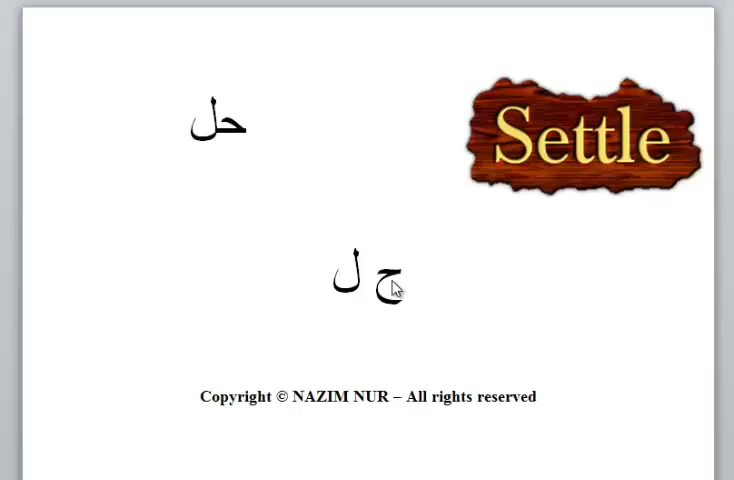 حل
Settle
ح ل
Copyright © NAZIM NUR – All rights reserved